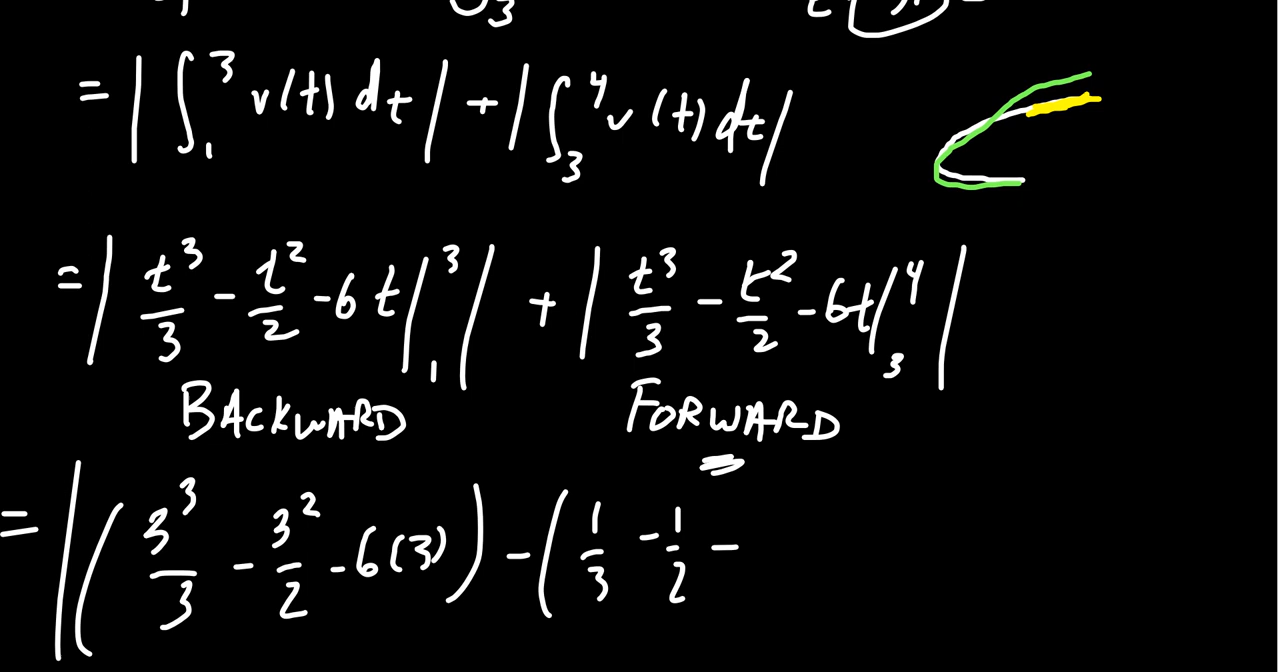 = | ∫₁³ v(t) dt | + | ∫₃⁴ v(t) dt |
= | t³/3 - t²/2 - 6t |₁³ | + | t³/3 - t²/2 - 6t |₃⁴ |
BACKWARD FORWARD
= | ( 3³/3 - 3²/2 - 6(3) ) - ( 1/3 - 1/2 -